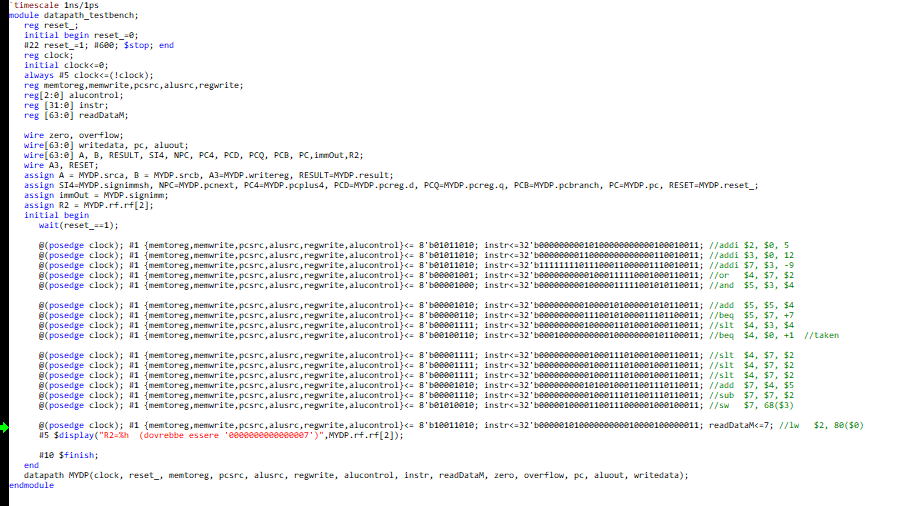 `timescale 1ns/1ps
module datapath_testbench;
reg reset_;
initial begin reset_=0;
#22 reset_=1; #600; $stop; end
reg clock;
initial clock<=0;
always #5 clock<=(!clock);
reg memtoreg,memwrite,pcsrc,alusrc,regwrite;
reg[2:0] alucontrol;
reg [31:0] instr;
reg [63:0] readDataM;
wire zero, overflow;
wire[63:0] writedata, pc, aluout;
wire[63:0] A, B, RESULT, SI4, NPC, PC4, PCD, PCQ, PCB, PC,immOut,R2;
wire A3, RESET;
assign A = MYDP.srca, B = MYDP.srcb, A3=MYDP.writereg, RESULT=MYDP.result;
assign SI4=MYDP.signimmsh, NPC=MYDP.pcnext, PC4=MYDP.pcplus4, PCD=MYDP.pcreg.d, PCQ=MYDP.pcreg.q, PCB=MYDP.pcbranch, PC=MYDP.pc, RESET=MYDP.reset_;
assign immOut = MYDP.signimm;
assign R2 = MYDP.rf.rf[2];
initial begin
wait(reset_==1);
@(posedge clock); #1 {memtoreg,memwrite,pcsrc,alusrc,regwrite,alucontrol}<= 8'b01011010; instr<=32'b00000000010100000000000100010011; //addi $2, $0, 5
@(posedge clock); #1 {memtoreg,memwrite,pcsrc,alusrc,regwrite,alucontrol}<= 8'b01011010; instr<=32'b00000000110000000000000110010011; //addi $3, $0, 12
@(posedge clock); #1 {memtoreg,memwrite,pcsrc,alusrc,regwrite,alucontrol}<= 8'b01011010; instr<=32'b11111111011100011000001110010011; //addi $7, $3, -9
@(posedge clock); #1 {memtoreg,memwrite,pcsrc,alusrc,regwrite,alucontrol}<= 8'b00001001; instr<=32'b00000000001000111110001000110011; //or $4, $7, $2
@(posedge clock); #1 {memtoreg,memwrite,pcsrc,alusrc,regwrite,alucontrol}<= 8'b00001000; instr<=32'b00000000010000011111001010110011; //and $5, $3, $4
@(posedge clock); #1 {memtoreg,memwrite,pcsrc,alusrc,regwrite,alucontrol}<= 8'b00001010; instr<=32'b00000000010000101000001010110011; //add $5, $5, $4
@(posedge clock); #1 {memtoreg,memwrite,pcsrc,alusrc,regwrite,alucontrol}<= 8'b00000110; instr<=32'b00000000011100101000011101100011; //beq $5, $7, +7
@(posedge clock); #1 {memtoreg,memwrite,pcsrc,alusrc,regwrite,alucontrol}<= 8'b00001111; instr<=32'b00000000010000011010001000110011; //slt $4, $3, $4
@(posedge clock); #1 {memtoreg,memwrite,pcsrc,alusrc,regwrite,alucontrol}<= 8'b00100110; //beq $4, $0, +1 //taken
@(posedge clock); #1 {memtoreg,memwrite,pcsrc,alusrc,regwrite,alucontrol}<= 8'b00001111; instr<=32'b00000000001000111010001000110011; //slt $4, $7, $2
@(posedge clock); #1 {memtoreg,memwrite,pcsrc,alusrc,regwrite,alucontrol}<= 8'b00001111; instr<=32'b00000000001000111010001000110011; //slt $4, $7, $2
@(posedge clock); #1 {memtoreg,memwrite,pcsrc,alusrc,regwrite,alucontrol}<= 8'b00001111; instr<=32'b00000000001000111010001000110011; //slt $4, $7, $2
@(posedge clock); #1 {memtoreg,memwrite,pcsrc,alusrc,regwrite,alucontrol}<= 8'b00001010; //add $7, $4, $5
@(posedge clock); #1 {memtoreg,memwrite,pcsrc,alusrc,regwrite,alucontrol}<= 8'b00001110; //sub $7, $7, $2
@(posedge clock); #1 {memtoreg,memwrite,pcsrc,alusrc,regwrite,alucontrol}<= 8'b01010010; //sw $7, 68($3)
@(posedge clock); #1 {memtoreg,memwrite,pcsrc,alusrc,regwrite,alucontrol}<= 8'b10011010; instr<=32'b00000101000000000010000100000011; readDataM<=7; //lw $2, 80($0)
#5 $display("R2=%h (dovrebbe essere '0000000000000007')",MYDP.rf.rf[2]);
#10 $finish;
end
datapath MYDP(clock, reset_, memtoreg, pcsrc, alusrc, regwrite, alucontrol, instr, readDataM, zero, overflow, pc, aluout, writedata);
endmodule